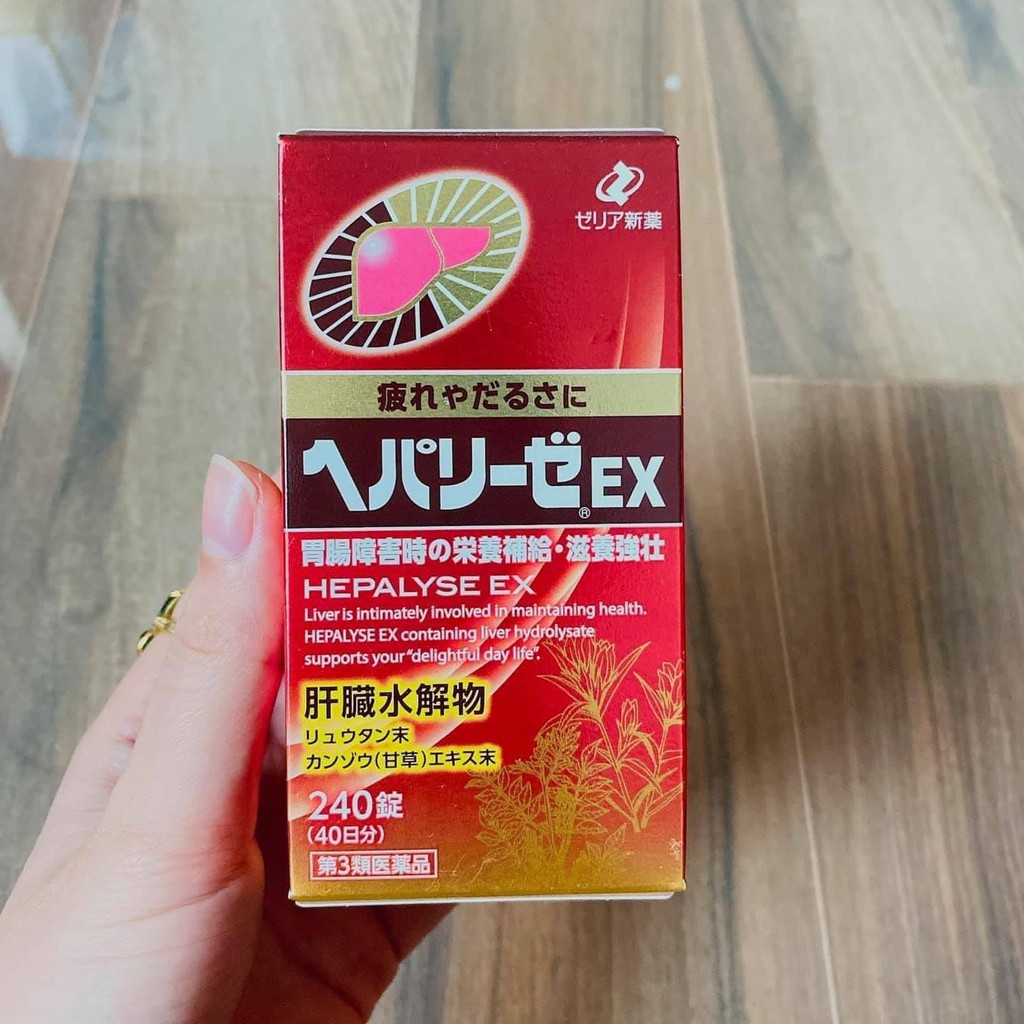 ゼリア新薬
疲れやだるさに
ヘパリーゼ®EX
胃腸障害時の栄養補給・滋養強壮
HEPALYSE EX
Liver is intimately involved in maintaining health.
HEPALYSE EX containing liver hydrolysate
supports your "delightful day life".
肝臓水解物
リュウタン末
カンゾウ(甘草)エキス末
240錠
(40日分)
第3類医薬品